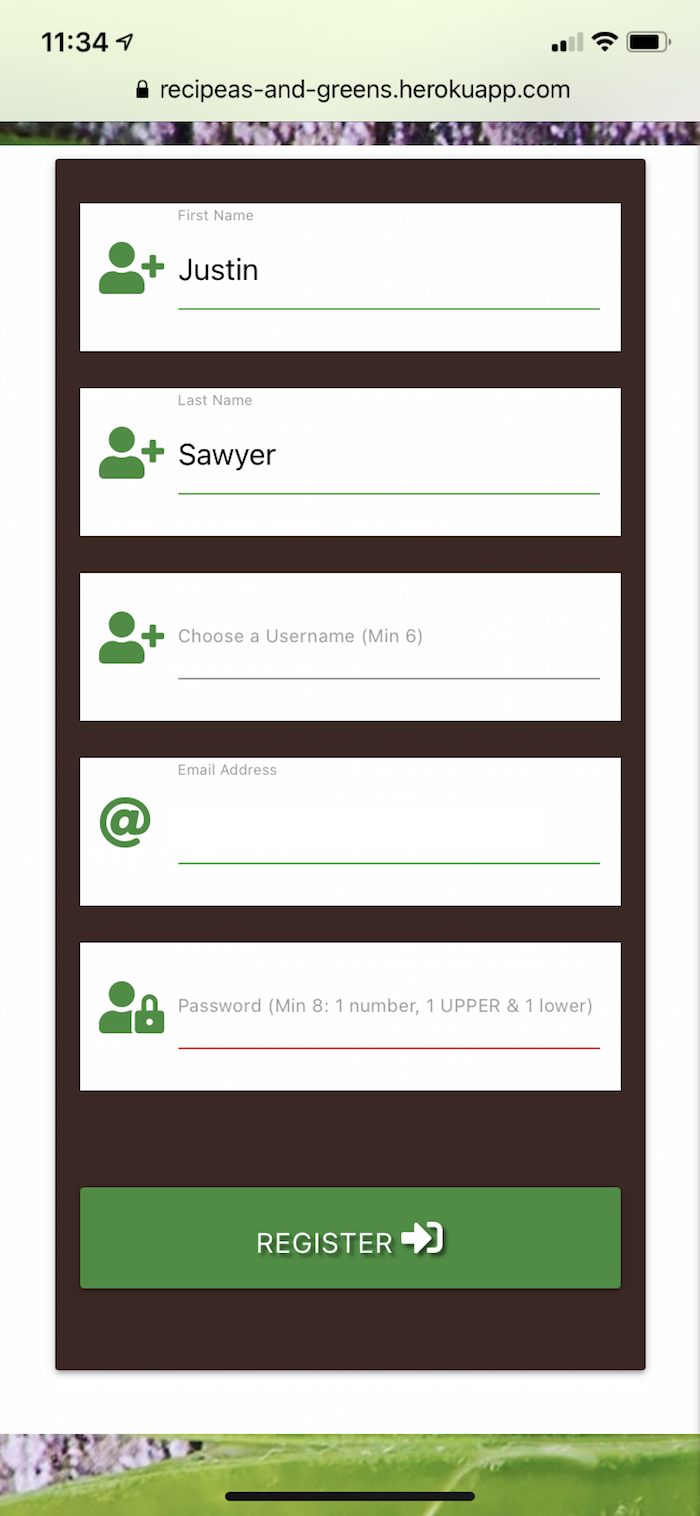 11:34
recipeas-and-greens.herokuapp.com
First Name
Justin
Last Name
Sawyer
Choose a Username (Min 6)
Email Address
@
Password (Min 8: 1 number, 1 UPPER & 1 lower)
REGISTER